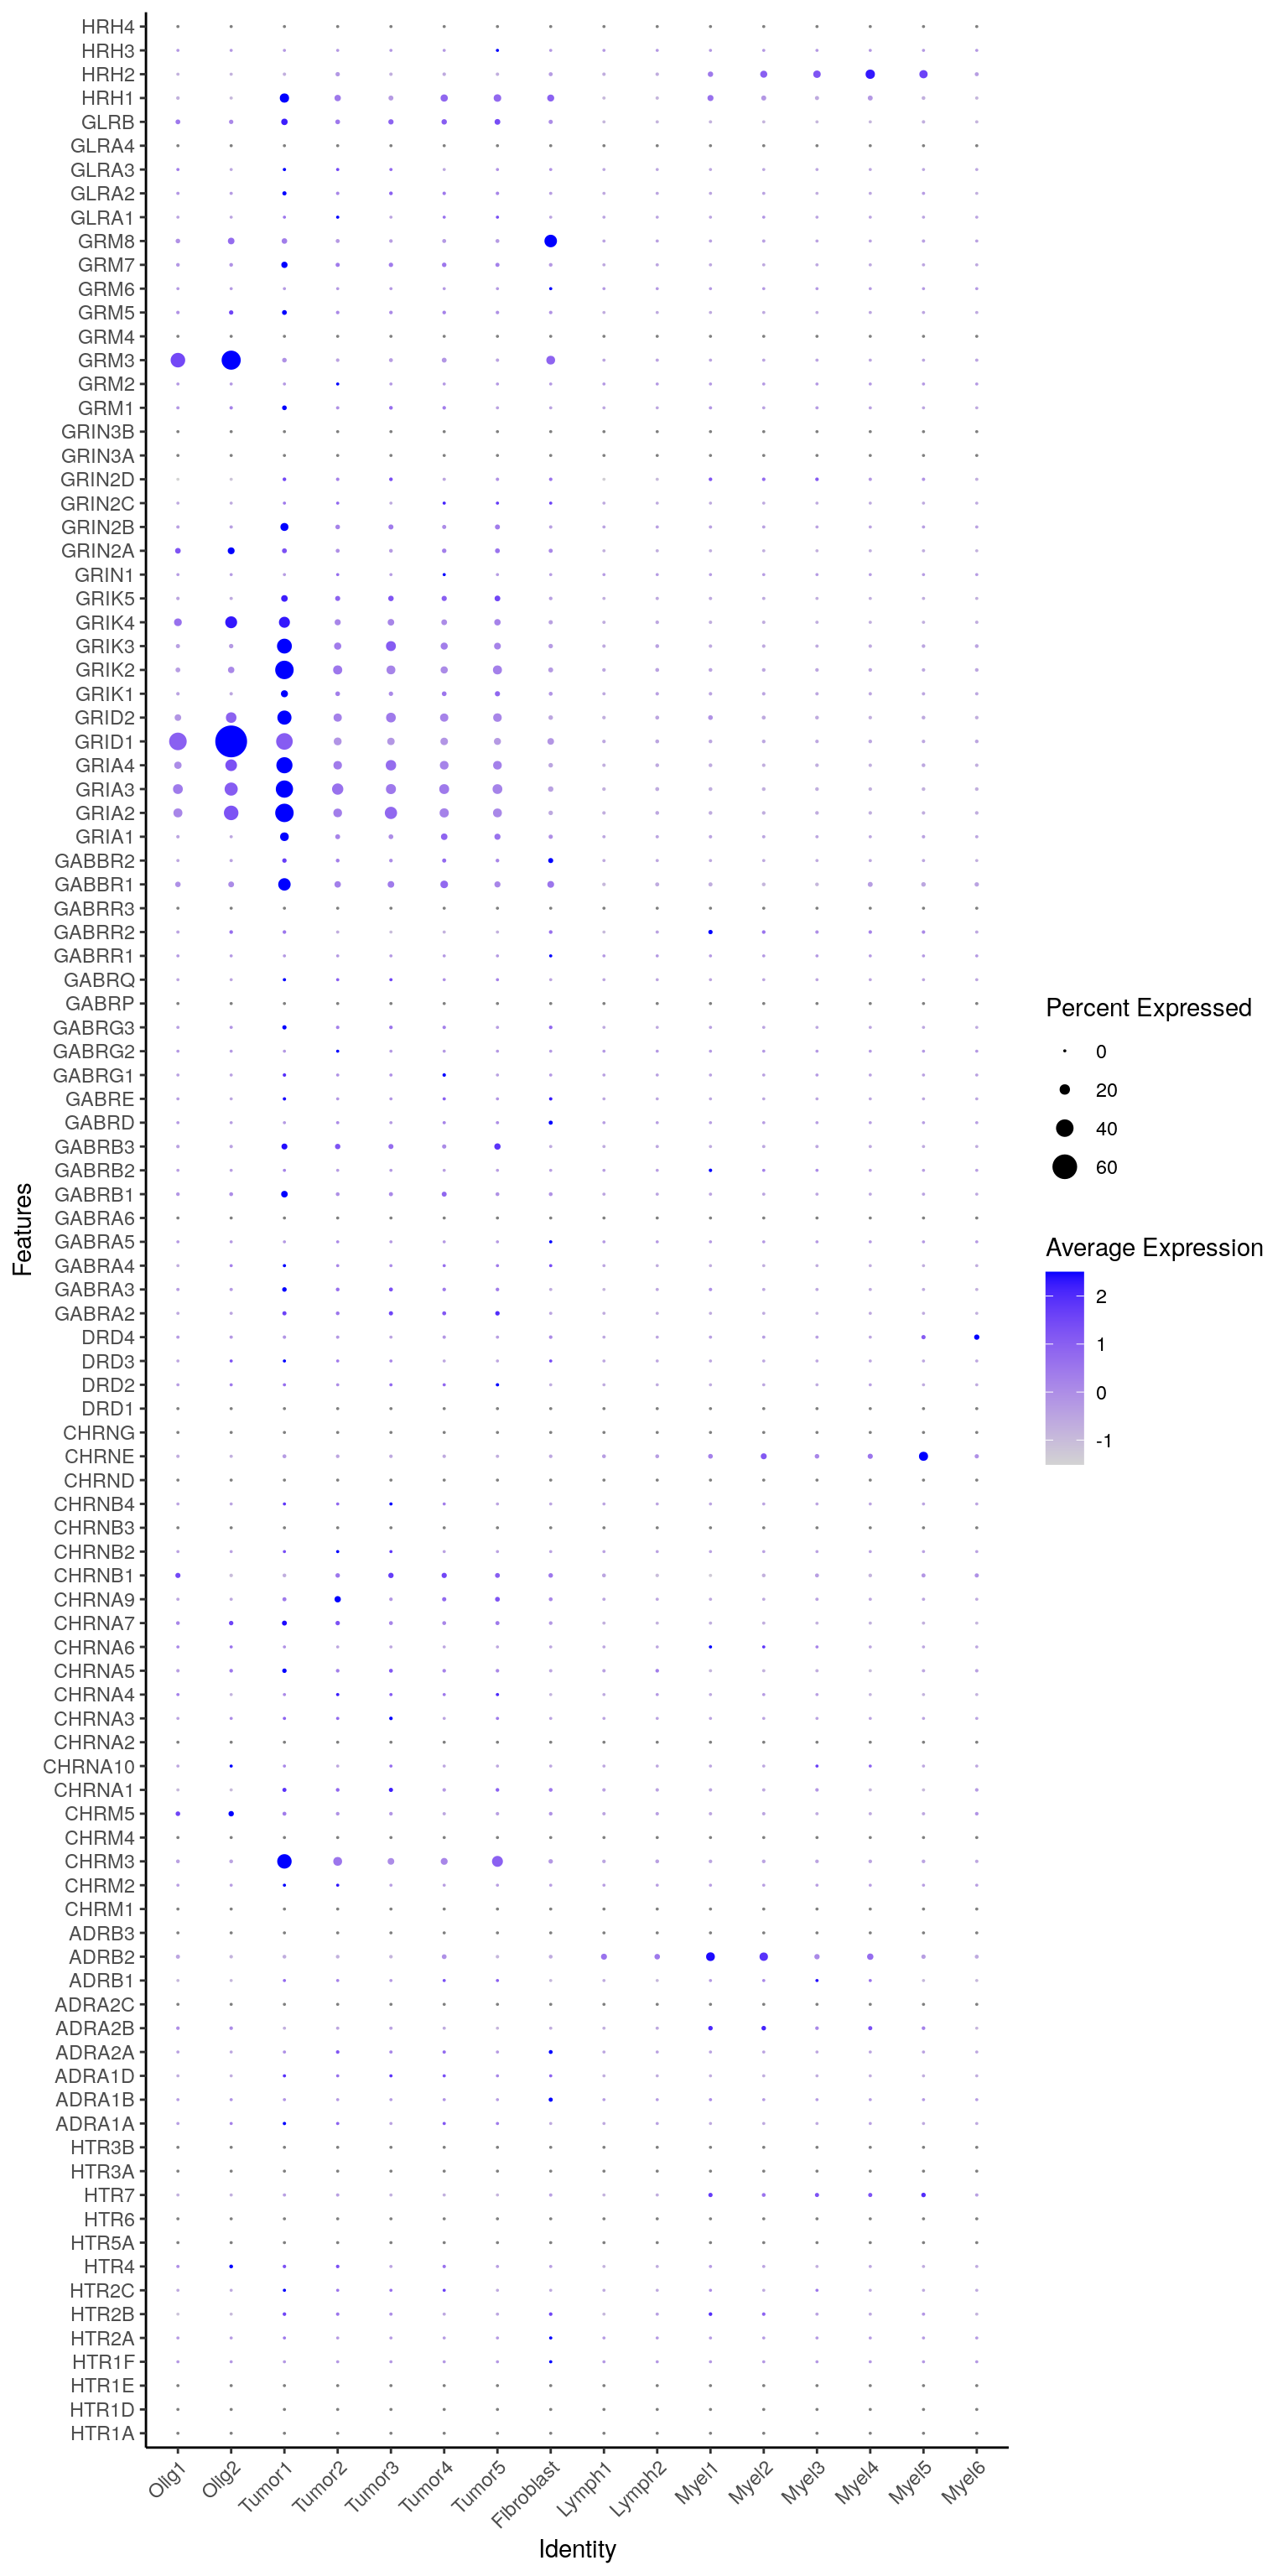 HRH4
HRH3
HRH2
HRH1
GLRB
GLRA4
GLRA3
GLRA2
GLRA1
GRM8
GRM7
GRM6
GRM5
GRM4
GRM3
GRM2
GRM1
GRIN3B
GRIN3A
GRIN2D
GRIN2C
GRIN2B
GRIN2A
GRIN1
GRIK5
GRIK4
GRIK3
GRIK2
GRIK1
GRID2
GRID1
GRIA4
GRIA3
GRIA2
GRIA1
GABBR2
GABBR1
GABRR3
GABRR2
GABRR1
GABRQ
GABRP
GABRG3
GABRG2
GABRG1
GABRE
GABRD
GABRB3
GABRB2
GABRB1
GABRA6
GABRA5
GABRA4
GABRA3
GABRA2
DRD4
DRD3
DRD2
DRD1
CHRNG
CHRNE
CHRND
CHRNB4
CHRNB3
CHRNB2
CHRNB1
CHRNA9
CHRNA7
CHRNA6
CHRNA5
CHRNA4
CHRNA3
CHRNA2
CHRNA10
CHRNA1
CHRM5
CHRM4
CHRM3
CHRM2
CHRM1
ADRB3
ADRB2
ADRB1
ADRA2C
ADRA2B
ADRA2A
ADRA1D
ADRA1B
ADRA1A
HTR3B
HTR3A
HTR7
HTR6
HTR5A
HTR4
HTR2C
HTR2B
HTR2A
HTR1F
HTR1E
HTR1D
HTR1A
Features
Olig1 Olig2 Tumor1 Tumor2 Tumor3 Tumor4 Tumor5 Fibroblast Lymph1 Lymph2 Myel1 Myel2 Myel3 Myel4 Myel5 Myel6
Identity
Percent Expressed
0
20
40
60
Average Expression
2
1
0
-1